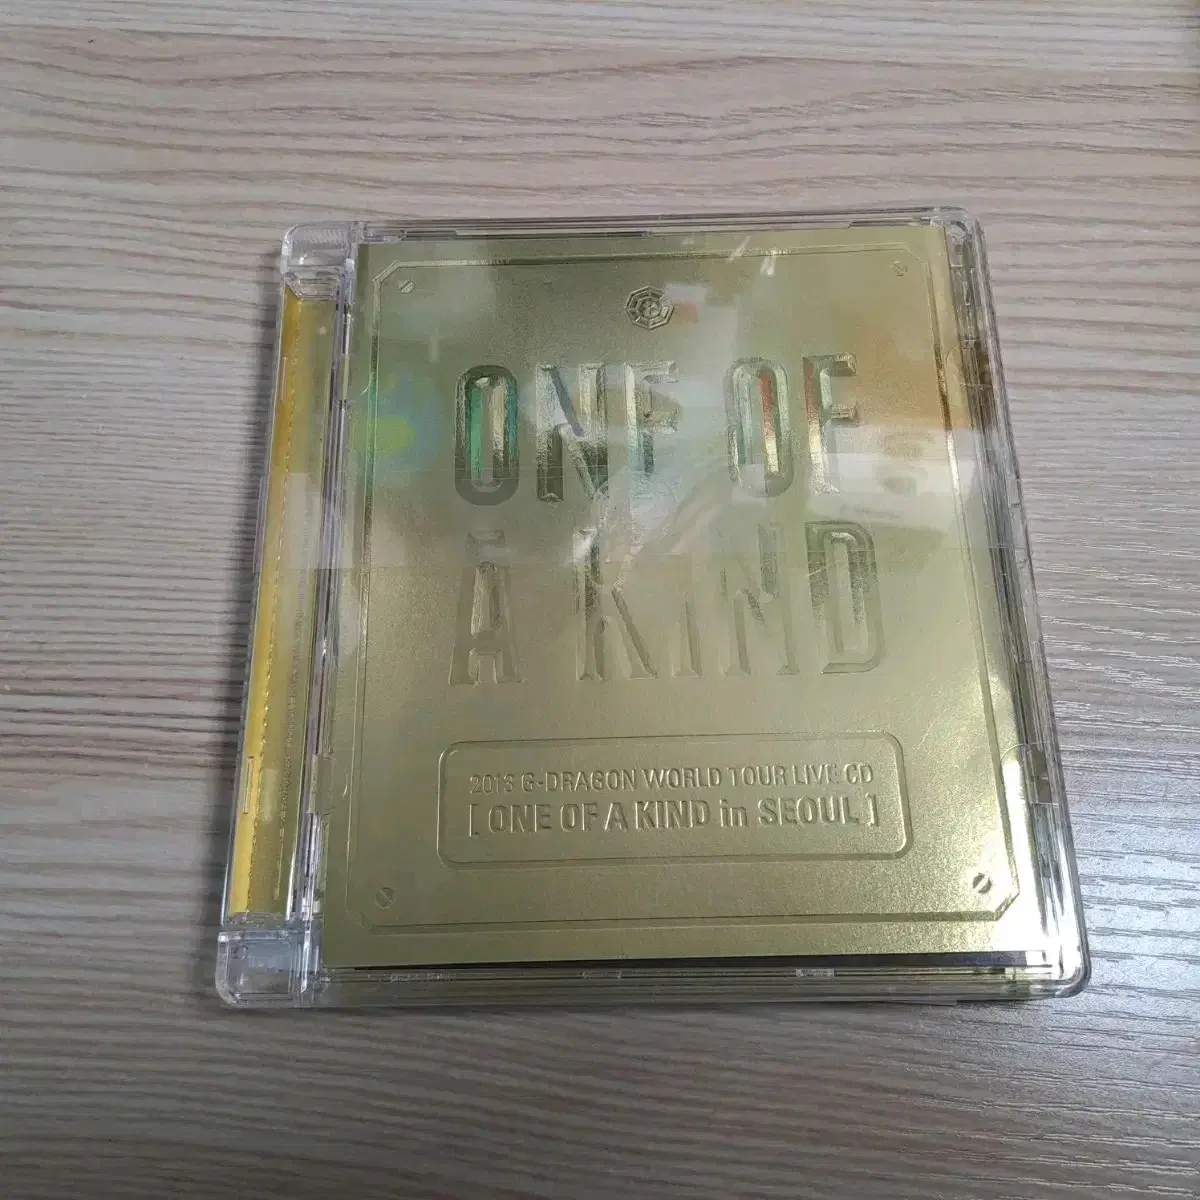 ONE OF
A KIND
2013 G-DRAGON WORLD TOUR LIVE CD
[ ONE OF A KIND in SEOUL ]